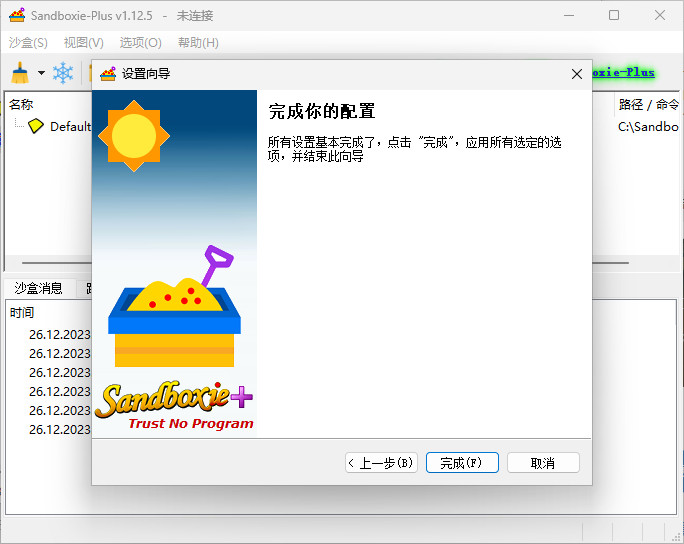 Sandboxie-Plus v1.12.5 - 未连接
沙盒(S) 视图(V) 选项(O) 帮助(H)
设置向导
oxie-Plus
名称
路径 / 命令
Default
C:\Sandbo
完成你的配置
所有设置基本完成了，点击 "完成"，应用所有选定的选
项，并结束此向导
沙盒消息
时间
26.12.2023
26.12.2023
26.12.2023
26.12.2023
26.12.2023
26.12.2023
Sandboxie+
Trust No Program
< 上一步(B) 完成(F) 取消